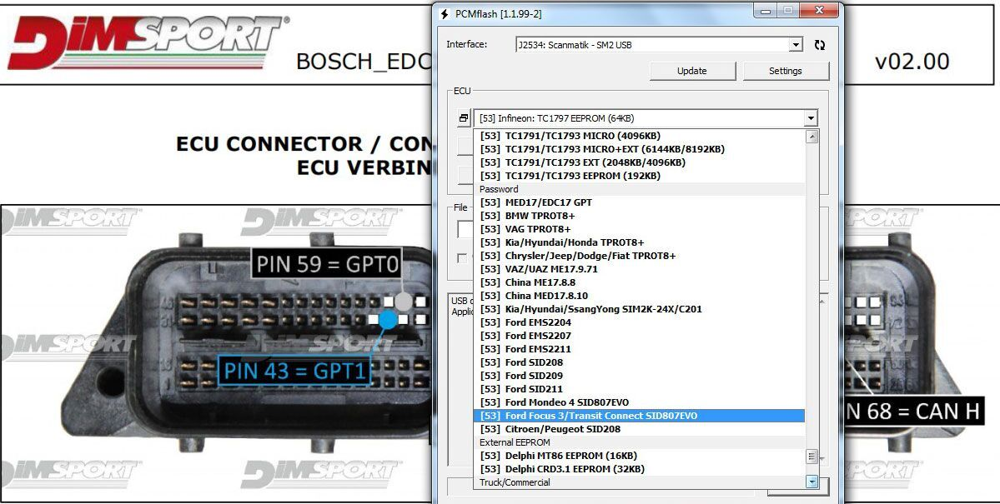 DIMSPORT®
BOSCH_EDC
v02.00
ECU CONNECTOR / CON
ECU VERBIN
PIN 59 = GPT0
PIN 43 = GPT1
N 68 = CAN H
DIMSPORT
DIMSPORT
DIMSPORT
DIMSPORT
DIMSPORT
DIMSPORT
PCMflash [1.1.99-2]
Interface:
J2534: Scanmatik - SM2 USB
Update
Settings
ECU
[53] Infineon: TC1797 EEPROM (64KB)
[53] TC1791/TC1793 MICRO (4096KB)
[53] TC1791/TC1793 MICRO+EXT (6144KB/8192KB)
[53] TC1791/TC1793 EXT (2048KB/4096KB)
[53] TC1791/TC1793 EEPROM (192KB)
Password
[53] MED17/EDC17 GPT
[53] BMW TPROT8+
[53] VAG TPROT8+
[53] Kia/Hyundai/Honda TPROT8+
[53] Chrysler/Jeep/Dodge/Fiat TPROT8+
[53] VAZ/UAZ ME17.9.71
[53] China ME17.8.8
[53] China MED17.8.10
[53] Kia/Hyundai/SsangYong SIM2K-24X/C201
[53] Ford EMS2204
[53] Ford EMS2207
[53] Ford EMS2211
[53] Ford SID208
[53] Ford SID209
[53] Ford SID211
[53] Ford Mondeo 4 SID807EVO
[53] Ford Focus 3/Transit Connect SID807EVO
[53] Citroen/Peugeot SID208
External EEPROM
[53] Delphi MT86 EEPROM (16KB)
[53] Delphi CRD3.1 EEPROM (32KB)
Truck/Commercial
File
USB
Applic